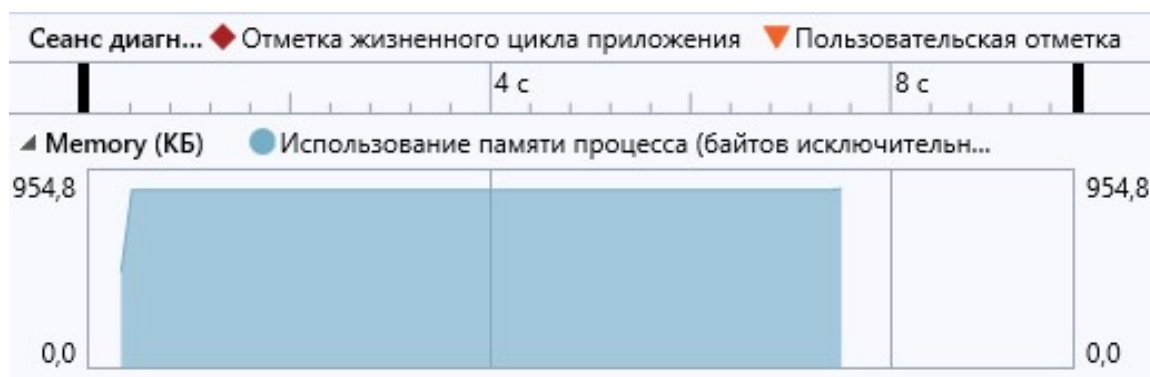 Сеанс диагн... Отметка жизненного цикла приложения Пользовательская отметка
4 с 8 с
Memory (КБ) Использование памяти процесса (байтов исключительн...
954,8 954,8
0,0 0,0